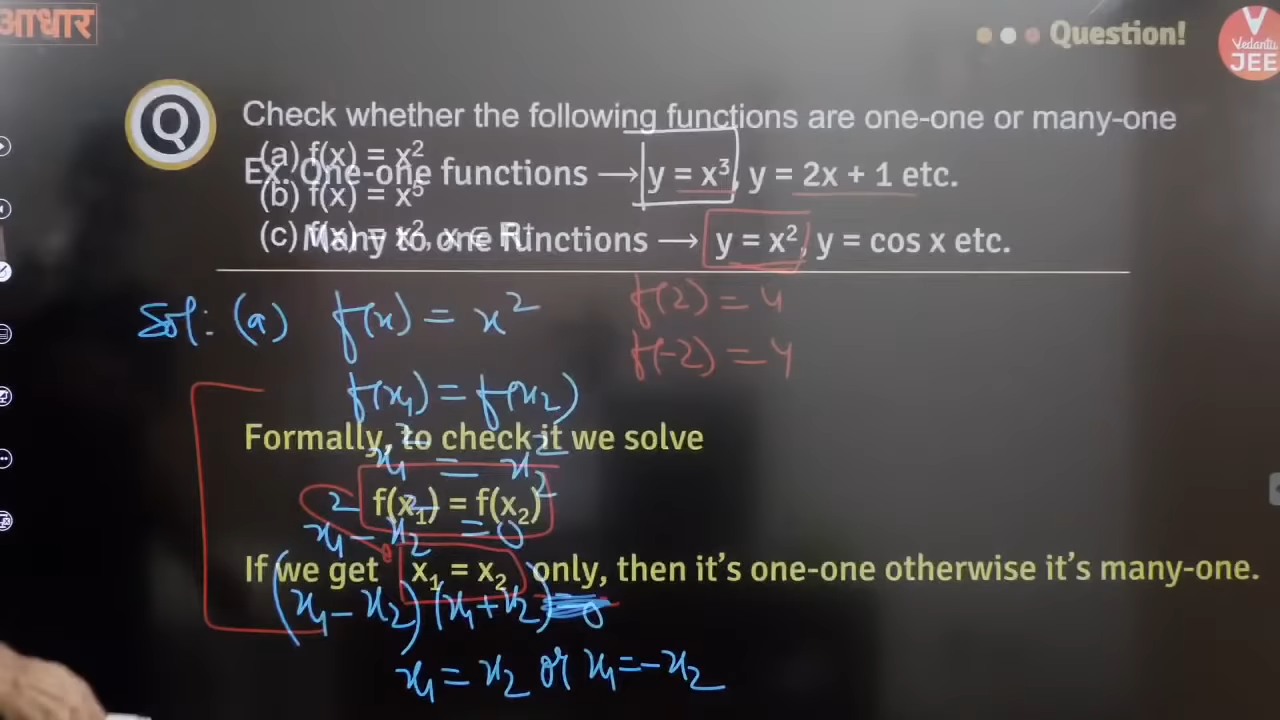 आधार
Question!
Vedantu
JEE
Q
Check whether the following functions are one-one or many-one
(a) f(x) = x²
Ex. One-one functions → y = x³, y = 2x + 1 etc.
(b) f(x) = x⁵
(c) f(x) = x², x ∈ R⁺
Many to one functions → y = x², y = cos x etc.
f(2) = 4
Sol: (a) f(x) = x²
f(-2) = 4
f(x₁) = f(x₂)
Formally, to check it we solve
x₁² = x₂²
f(x₁) = f(x₂)
x₁² - x₂² = 0
If we get x₁ = x₂ only, then it's one-one otherwise it's many-one.
(x₁ - x₂) (x₁ + x₂) = 0
x₁ = x₂ or x₁ = -x₂